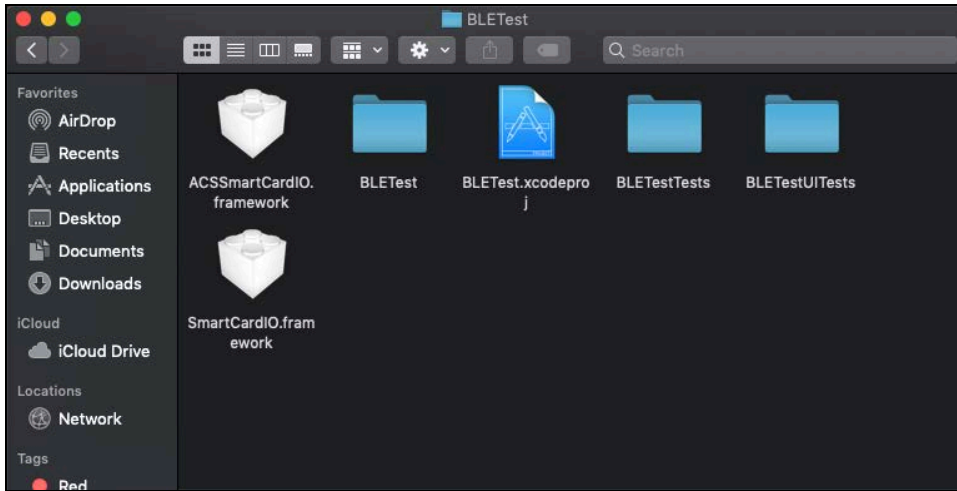 BLETest
Search
Favorites
AirDrop
Recents
Applications
Desktop
Documents
Downloads
iCloud
iCloud Drive
Locations
Network
Tags
Red
ACSSmartCardIO.
framework
BLETest
BLETest.xcodepro
j
BLETestTests
BLETestUITests
SmartCardIO.fram
ework